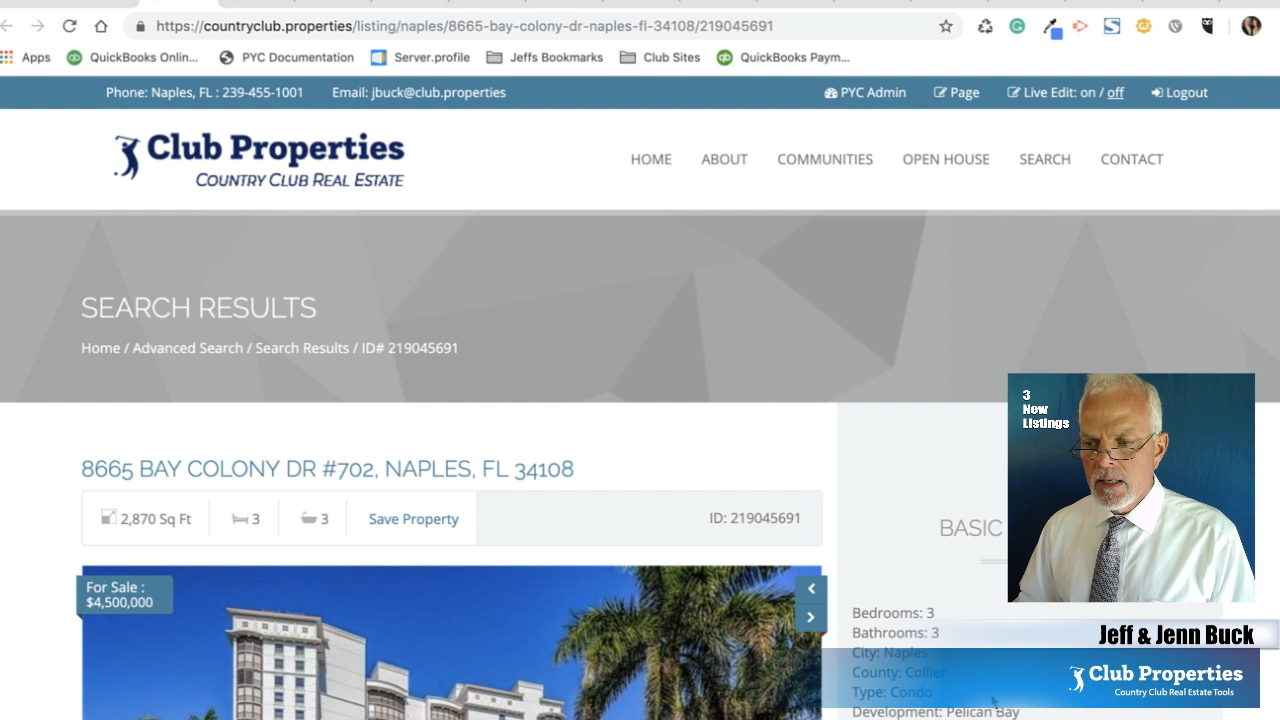 https://countryclub.properties/listing/naples/8665-bay-colony-dr-naples-fl-34108/219045691
Apps QuickBooks Onlin... PYC Documentation Server.profile Jeffs Bookmarks Club Sites QuickBooks Paym...
Phone: Naples, FL : 239-455-1001 Email: jbuck@club.properties PYC Admin Page Live Edit: on / off Logout
Club Properties
COUNTRY CLUB REAL ESTATE
HOME ABOUT COMMUNITIES OPEN HOUSE SEARCH CONTACT
SEARCH RESULTS
Home / Advanced Search / Search Results / ID# 219045691
3
New
Listings
8665 BAY COLONY DR #702, NAPLES, FL 34108
2,870 Sq Ft 3 3 Save Property ID: 219045691
BASIC
For Sale :
$4,500,000
Bedrooms: 3
Bathrooms: 3
City: Naples
County: Collier
Type: Condo
Development: Pelican Bay
Jeff & Jenn Buck
Club Properties
Country Club Real Estate Tools